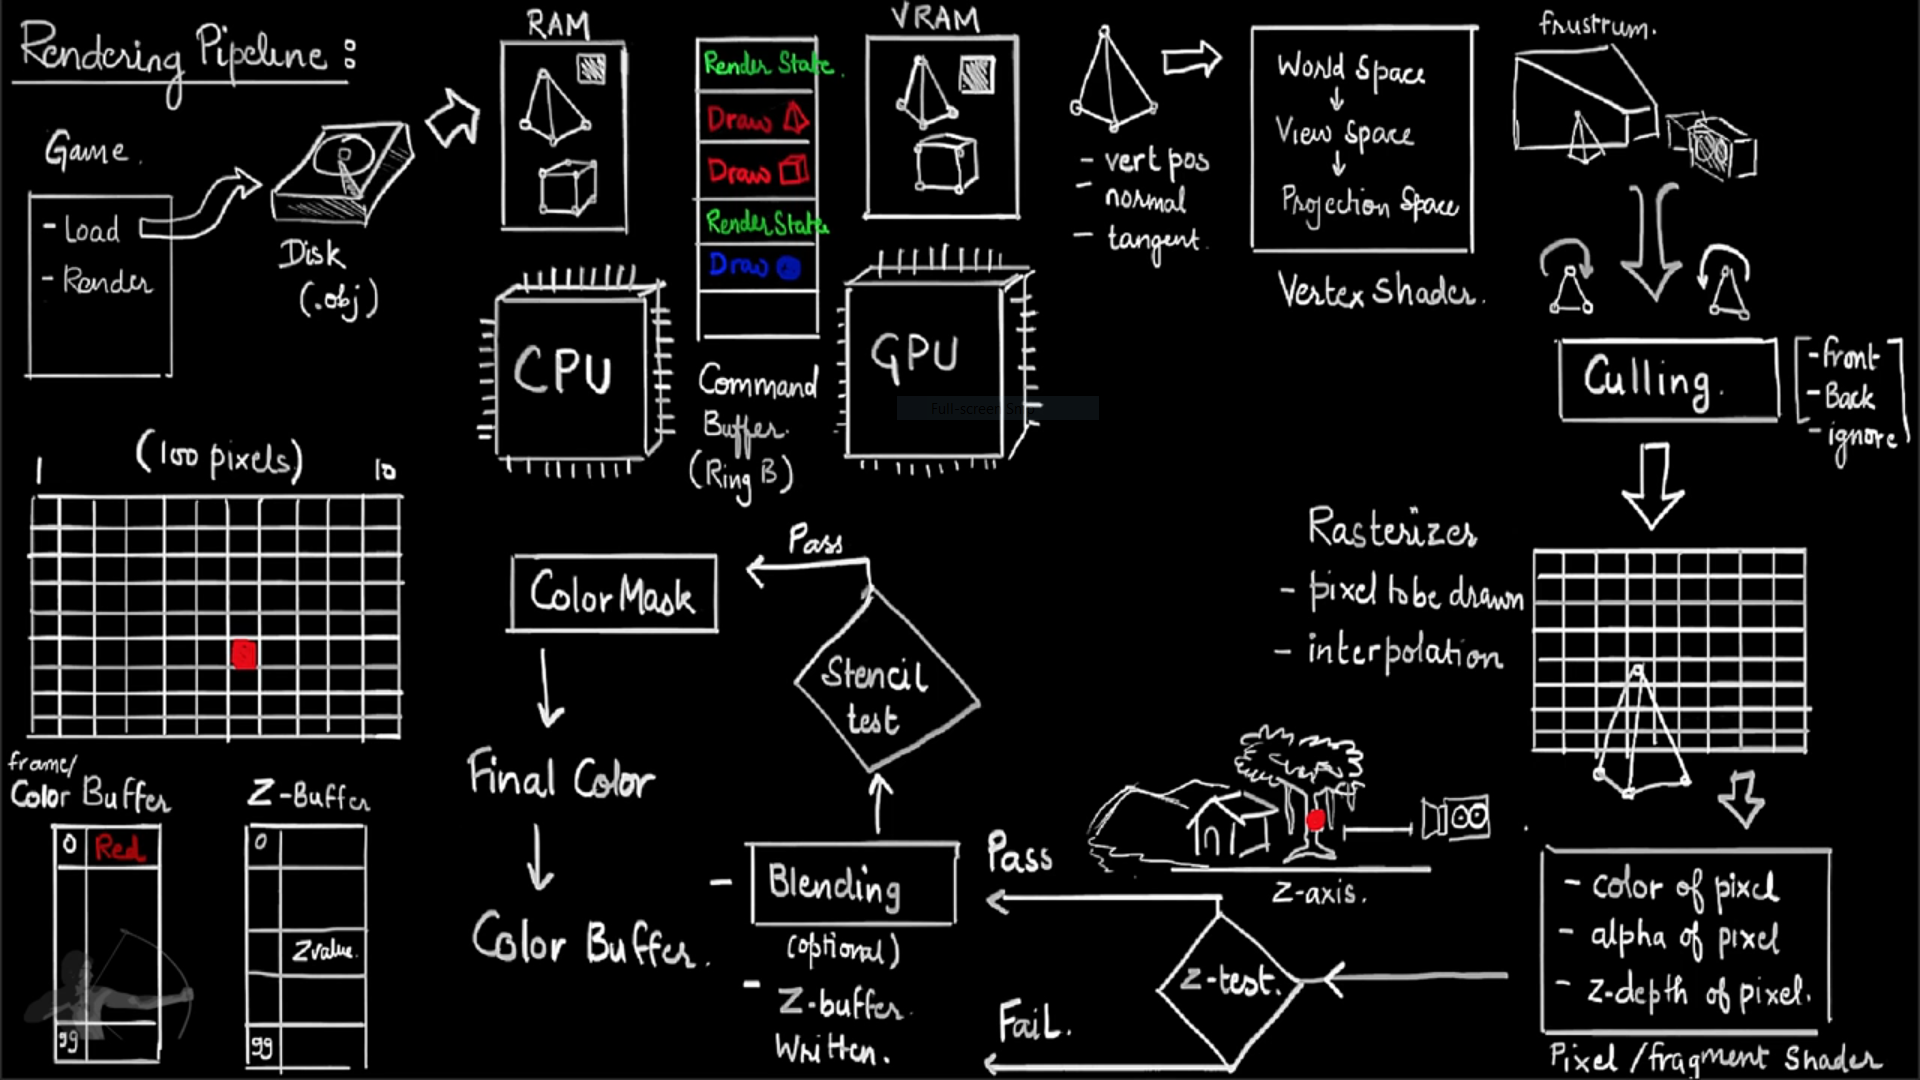 Rendering Pipeline :
Game.
- Load
- Render
Disk
(.obj)
RAM
CPU
Render State.
Draw
Draw
Render State
Draw
Command
Buffer.
(Ring B)
VRAM
GPU
- vert pos
- normal
- tangent.
World Space
View Space
Projection Space
Vertex Shader.
frustrum.
Culling.
- front
- Back
- ignore
Rasterizer
- pixel to be drawn
- interpolation
- color of pixel
- alpha of pixel
- z-depth of pixel.
Pixel / fragment Shader
Z-axis.
Z-test.
Pass
Fail.
- Blending
(optional)
- Z-buffer
Written.
Stencil
test
Pass
Color Mask
Final Color
Color Buffer.
(100 pixels)
1
10
frame/
Color Buffer
0 Red
99
Z-Buffer
0
Z value.
99